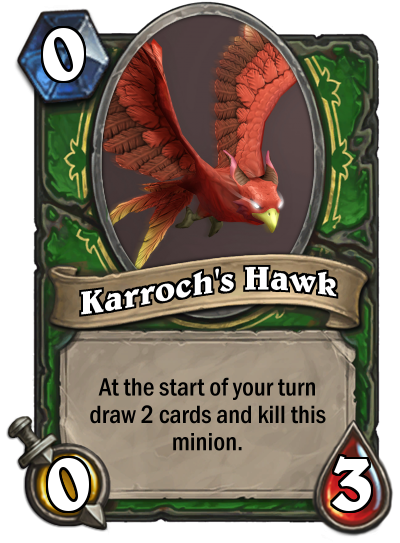 0
Karroch's Hawk
At the start of your turn
draw 2 cards and kill this
minion.
0
3